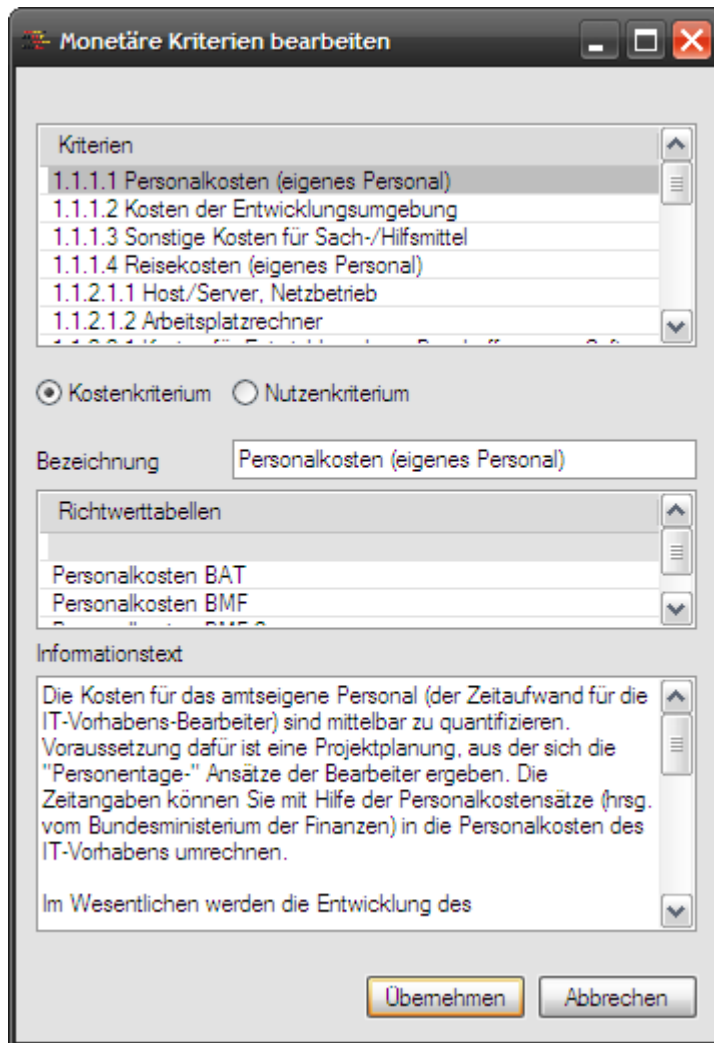 Monetäre Kriterien bearbeiten
Kriterien
1.1.1.1 Personalkosten (eigenes Personal)
1.1.1.2 Kosten der Entwicklungsumgebung
1.1.1.3 Sonstige Kosten für Sach-/Hilfsmittel
1.1.1.4 Reisekosten (eigenes Personal)
1.1.2.1.1 Host/Server, Netzbetrieb
1.1.2.1.2 Arbeitsplatzrechner
Kostenkriterium Nutzenkriterium
Bezeichnung Personalkosten (eigenes Personal)
Richtwerttabellen
Personalkosten BAT
Personalkosten BMF
Informationstext
Die Kosten für das amtseigene Personal (der Zeitaufwand für die
IT-Vorhabens-Bearbeiter) sind mittelbar zu quantifizieren.
Voraussetzung dafür ist eine Projektplanung, aus der sich die
"Personentage-" Ansätze der Bearbeiter ergeben. Die
Zeitangaben können Sie mit Hilfe der Personalkostensätze (hrsg.
vom Bundesministerium der Finanzen) in die Personalkosten des
IT-Vorhabens umrechnen.
Im Wesentlichen werden die Entwicklung des
Übernehmen Abbrechen